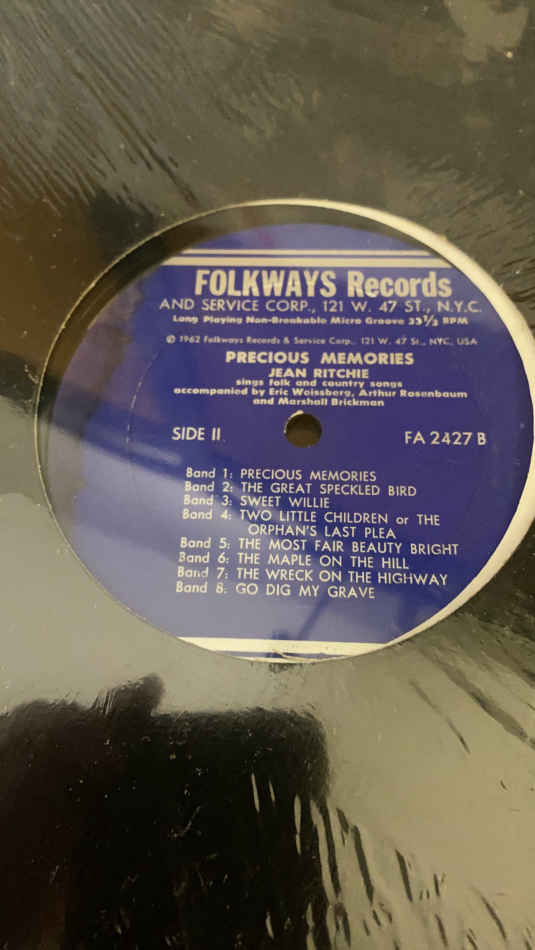 FOLKWAYS Records
AND SERVICE CORP., 121 W. 47 ST., N.Y.C.
Long Playing Non-Breakable Micro Groove 33⅓ RPM
© 1962 Folkways Records & Service Corp., 121 W. 47 St., NYC, USA
PRECIOUS MEMORIES
JEAN RITCHIE
sings folk and country songs
accompanied by Eric Weissberg, Arthur Rosenbaum
and Marshall Brickman
SIDE II FA 2427 B
Band 1: PRECIOUS MEMORIES
Band 2: THE GREAT SPECKLED BIRD
Band 3: SWEET WILLIE
Band 4: TWO LITTLE CHILDREN or THE
ORPHAN'S LAST PLEA
Band 5: THE MOST FAIR BEAUTY BRIGHT
Band 6: THE MAPLE ON THE HILL
Band 7: THE WRECK ON THE HIGHWAY
Band 8: GO DIG MY GRAVE